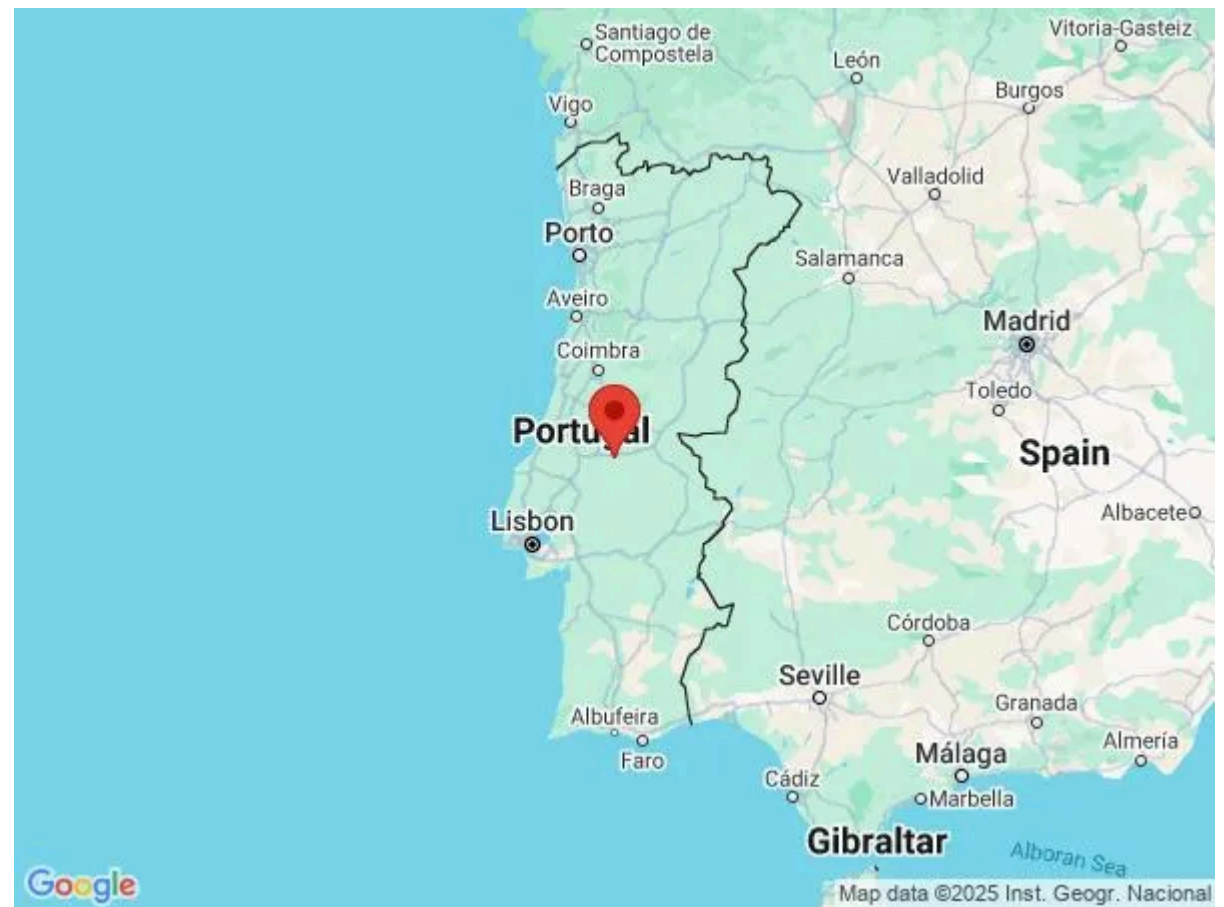 Santiago de
Compostela
Vitoria-Gasteiz
León
Burgos
Vigo
Valladolid
Braga
Porto
Salamanca
Aveiro
Madrid
Coimbra
Toledo
Portugal
Spain
Lisbon
Albacete
Córdoba
Seville
Granada
Albufeira
Almería
Málaga
Faro
Cádiz
Marbella
Gibraltar
Alboran Sea
Google
Map data ©2025 Inst. Geogr. Nacional